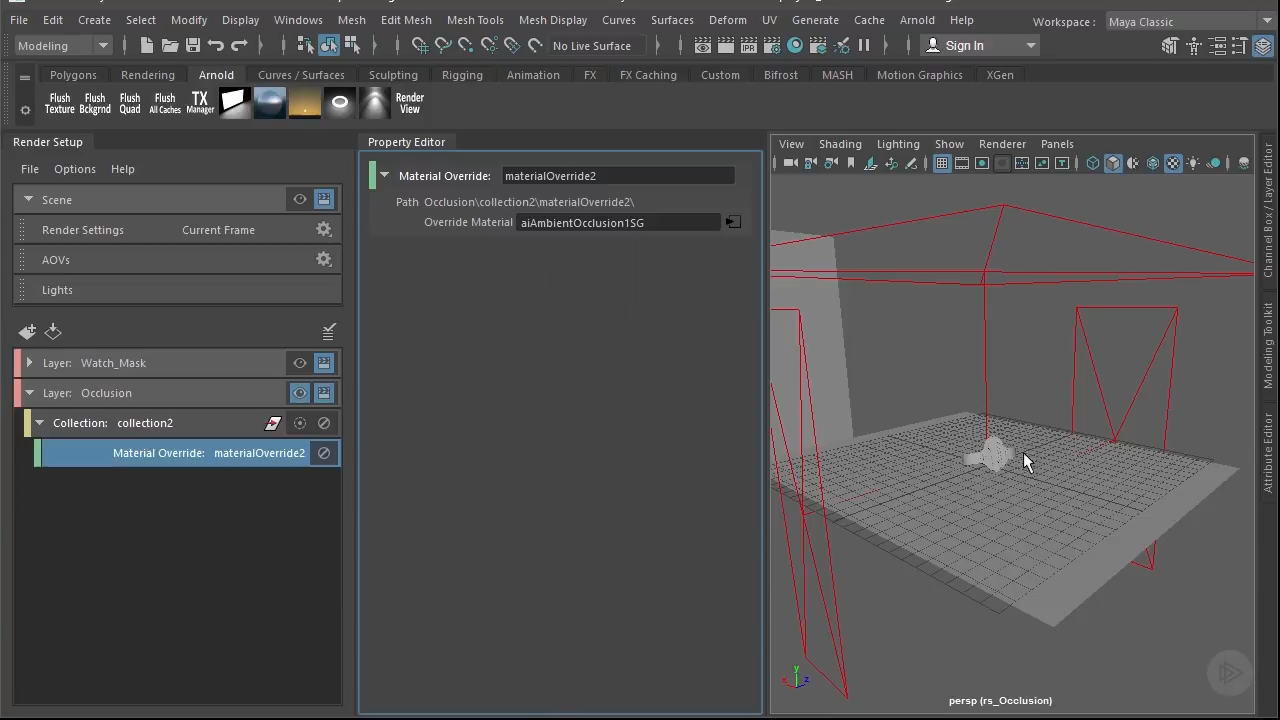 File Edit Create Select Modify Display Windows Mesh Edit Mesh Mesh Tools Mesh Display Curves Surfaces Deform UV Generate Cache Arnold Help Workspace : Maya Classic
Modeling No Live Surface IPR Sign In
Polygons Rendering Arnold Curves / Surfaces Sculpting Rigging Animation FX FX Caching Custom Bifrost MASH Motion Graphics XGen
Flush Texture
Flush Bckgrnd
Flush Quad
Flush All Caches
TX Manager
Render View
Render Setup
File Options Help
Scene
Render Settings Current Frame
AOVs
Lights
Layer: Watch_Mask
Layer: Occlusion
Collection: collection2
Material Override: materialOverride2
Property Editor
Material Override: materialOverride2
Path Occlusion\collection2\materialOverride2\
Override Material aiAmbientOcclusion1SG
View Shading Lighting Show Renderer Panels
y
x
z
persp (rs_Occlusion)
Channel Box / Layer Editor
Modeling Toolkit
Attribute Editor